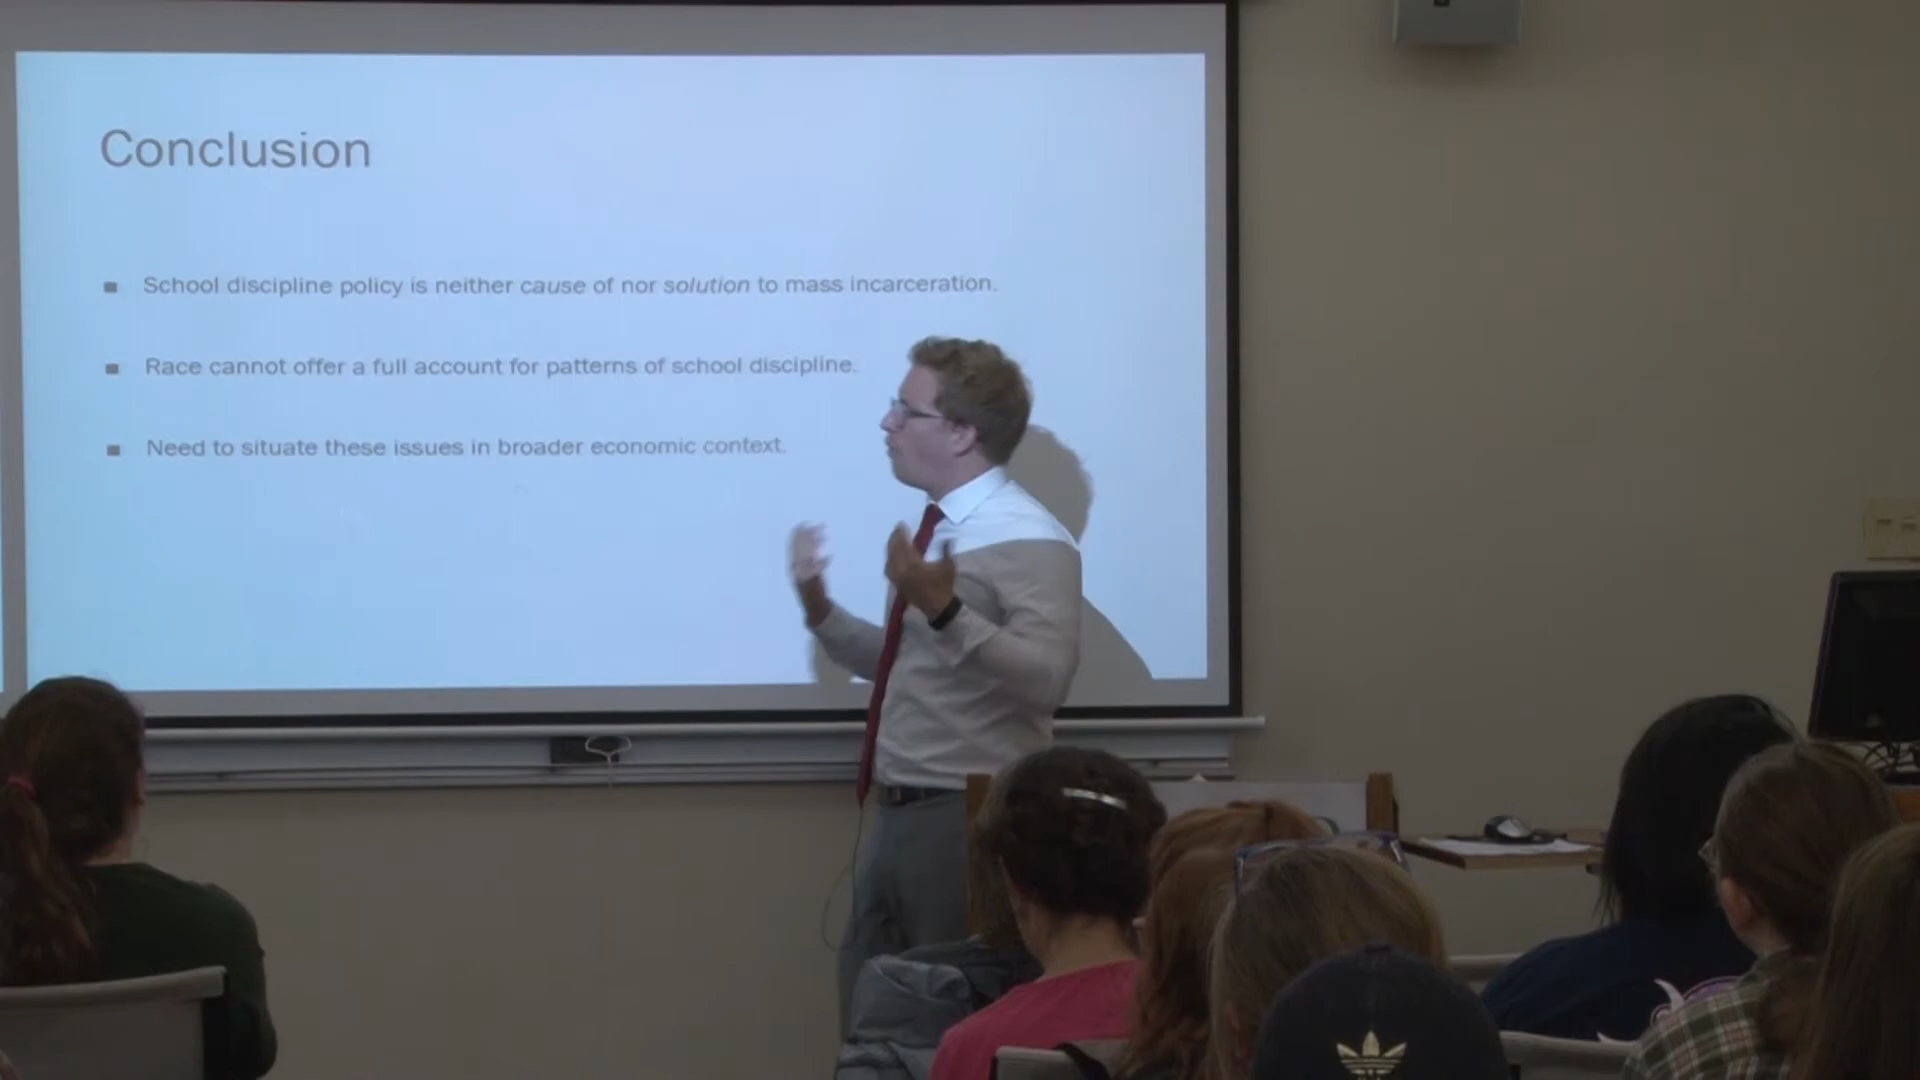 Conclusion
School discipline policy is neither cause of nor solution to mass incarceration.
Race cannot offer a full account for patterns of school discipline.
Need to situate these issues in broader economic context.